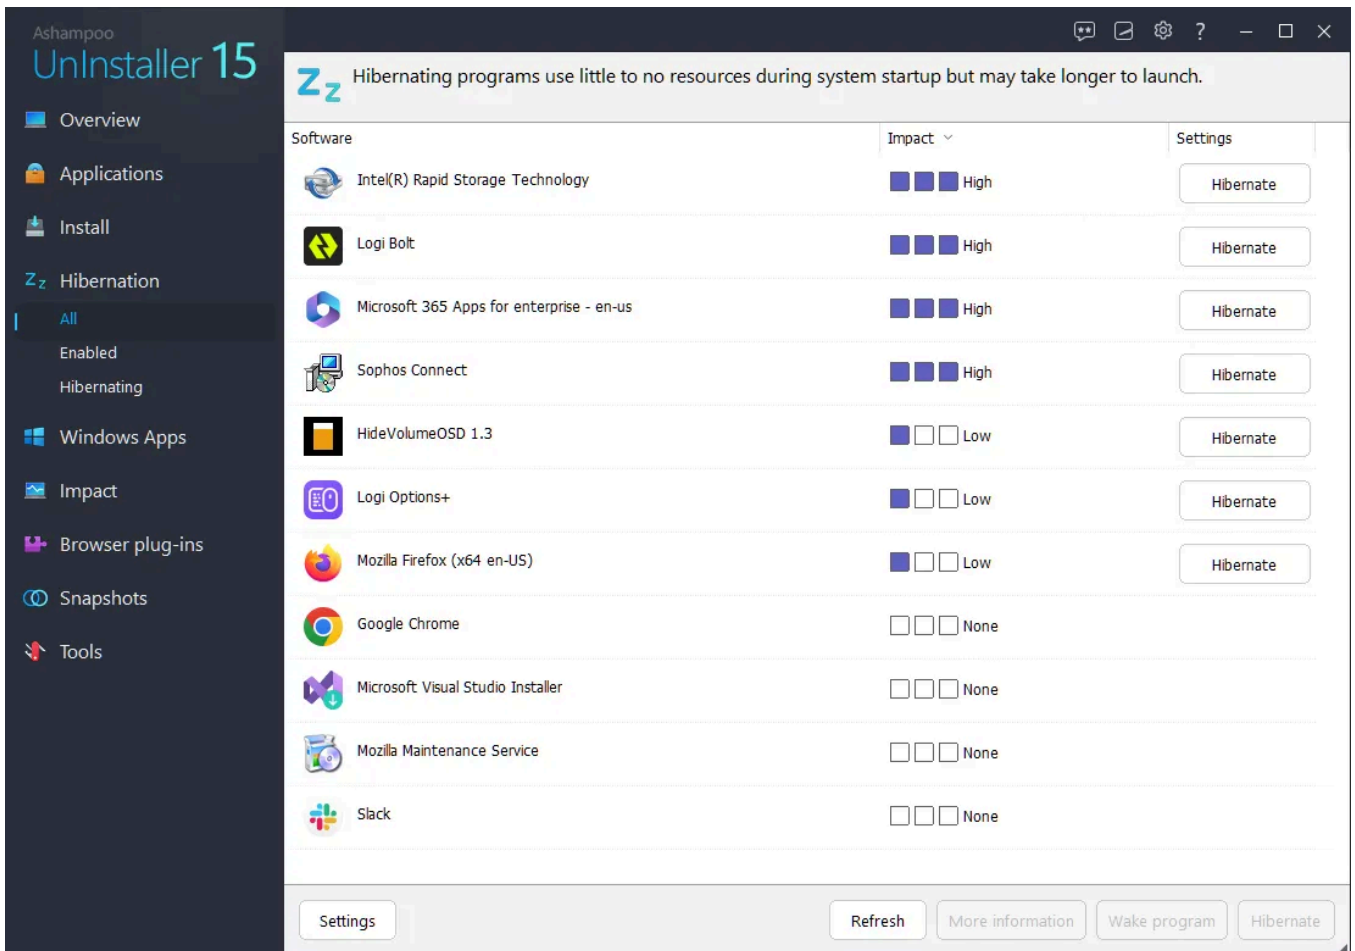 Ashampoo
UnInstaller 15
Hibernating programs use little to no resources during system startup but may take longer to launch.
Overview
Applications
Install
Hibernation
All
Enabled
Hibernating
Windows Apps
Impact
Browser plug-ins
Snapshots
Tools
Software Impact Settings
Intel(R) Rapid Storage Technology High Hibernate
Logi Bolt High Hibernate
Microsoft 365 Apps for enterprise - en-us High Hibernate
Sophos Connect High Hibernate
HideVolumeOSD 1.3 Low Hibernate
Logi Options+ Low Hibernate
Mozilla Firefox (x64 en-US) Low Hibernate
Google Chrome None
Microsoft Visual Studio Installer None
Mozilla Maintenance Service None
Slack None
Settings Refresh More information Wake program Hibernate